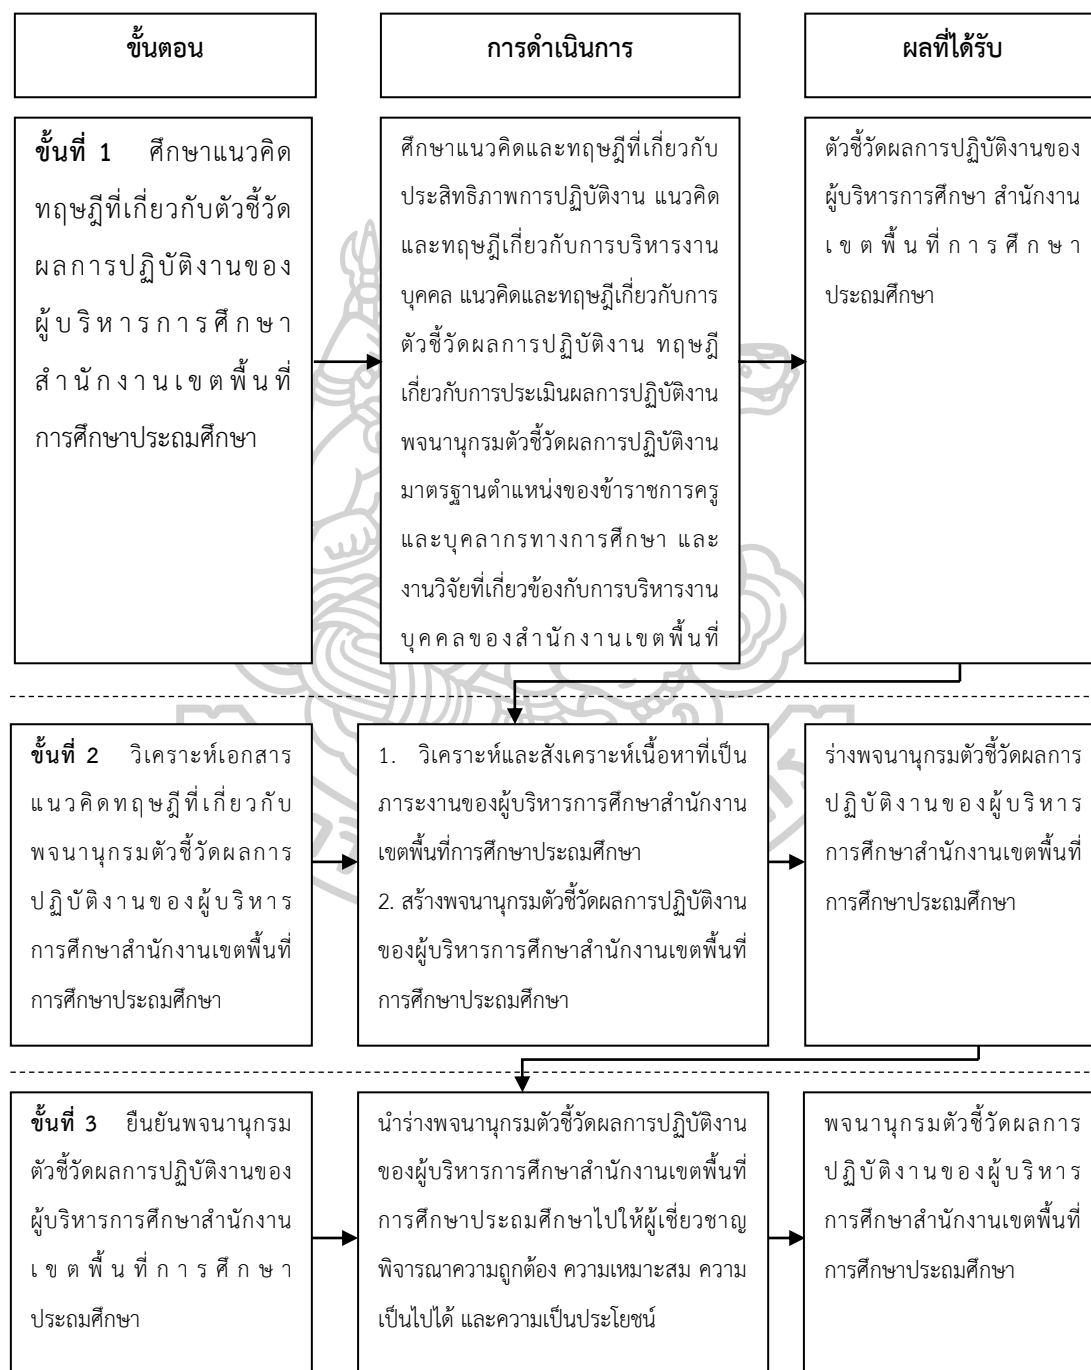 ขั้นตอน
การดำเนินการ
ผลที่ได้รับ
ขั้นที่ 1 ศึกษาแนวคิด
ทฤษฎีที่เกี่ยวกับตัวชี้วัด
ผลการปฏิบัติงานของ
ผู้บริหารการศึกษา
สำนักงานเขตพื้นที่
การศึกษาประถมศึกษา
ศึกษาแนวคิดและทฤษฎีที่เกี่ยวกับ
ประสิทธิภาพการปฏิบัติงาน แนวคิด
และทฤษฎีเกี่ยวกับการบริหารงาน
บุคคล แนวคิดและทฤษฎีเกี่ยวกับการ
ตัวชี้วัดผลการปฏิบัติงาน ทฤษฎี
เกี่ยวกับการประเมินผลการปฏิบัติงาน
พจนานุกรมตัวชี้วัดผลการปฏิบัติงาน
มาตรฐานตำแหน่งของข้าราชการครู
และบุคลากรทางการศึกษา และ
งานวิจัยที่เกี่ยวข้องกับการบริหารงาน
บุคคลของสำนักงานเขตพื้นที่
ตัวชี้วัดผลการปฏิบัติงานของ
ผู้บริหารการศึกษา สำนักงาน
เขตพื้นที่การศึกษา
ประถมศึกษา
ขั้นที่ 2 วิเคราะห์เอกสาร
แนวคิดทฤษฎีที่เกี่ยวกับ
พจนานุกรมตัวชี้วัดผลการ
ปฏิบัติงานของผู้บริหาร
การศึกษาสำนักงานเขตพื้นที่
การศึกษาประถมศึกษา
1. วิเคราะห์และสังเคราะห์เนื้อหาที่เป็น
ภาระงานของผู้บริหารการศึกษาสำนักงาน
เขตพื้นที่การศึกษาประถมศึกษา
2. สร้างพจนานุกรมตัวชี้วัดผลการปฏิบัติงาน
ของผู้บริหารการศึกษาสำนักงานเขตพื้นที่
การศึกษาประถมศึกษา
ร่างพจนานุกรมตัวชี้วัดผลการ
ปฏิบัติงานของผู้บริหาร
การศึกษาสำนักงานเขตพื้นที่
การศึกษาประถมศึกษา
ขั้นที่ 3 ยืนยันพจนานุกรม
ตัวชี้วัดผลการปฏิบัติงานของ
ผู้บริหารการศึกษาสำนักงาน
เขตพื้นที่การศึกษา
ประถมศึกษา
นำร่างพจนานุกรมตัวชี้วัดผลการปฏิบัติงาน
ของผู้บริหารการศึกษาสำนักงานเขตพื้นที่
การศึกษาประถมศึกษาไปให้ผู้เชี่ยวชาญ
พิจารณาความถูกต้อง ความเหมาะสม ความ
เป็นไปได้ และความเป็นประโยชน์
พจนานุกรมตัวชี้วัดผลการ
ปฏิบัติงานของผู้บริหาร
การศึกษาสำนักงานเขตพื้นที่
การศึกษาประถมศึกษา